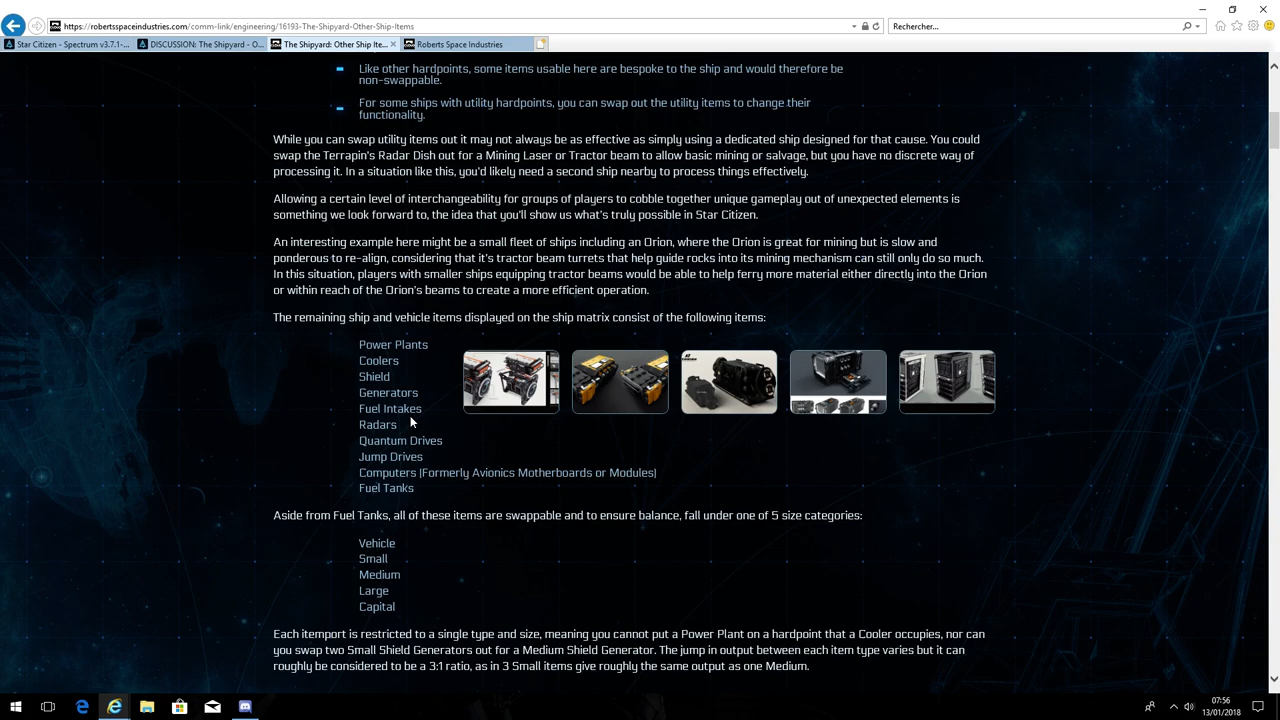 https://robertsspaceindustries.com/comm-link/engineering/16193-The-Shipyard-Other-Ship-Items
Rechercher...
Star Citizen - Spectrum v3.7.1-...
DISCUSSION: The Shipyard - O...
The Shipyard: Other Ship Ite...
Roberts Space Industries
Like other hardpoints, some items usable here are bespoke to the ship and would therefore be
non-swappable.
For some ships with utility hardpoints, you can swap out the utility items to change their
functionality.
While you can swap utility items out it may not always be as effective as simply using a dedicated ship designed for that cause. You could
swap the Terrapin's Radar Dish out for a Mining Laser or Tractor beam to allow basic mining or salvage, but you have no discrete way of
processing it. In a situation like this, you'd likely need a second ship nearby to process things effectively.
Allowing a certain level of interchangeability for groups of players to cobble together unique gameplay out of unexpected elements is
something we look forward to, the idea that you'll show us what's truly possible in Star Citizen.
An interesting example here might be a small fleet of ships including an Orion, where the Orion is great for mining but is slow and
ponderous to re-align, considering that it's tractor beam turrets that help guide rocks into its mining mechanism can still only do so much.
In this situation, players with smaller ships equipping tractor beams would be able to help ferry more material either directly into the Orion
or within reach of the Orion's beams to create a more efficient operation.
The remaining ship and vehicle items displayed on the ship matrix consist of the following items:
Power Plants
Coolers
Shield
Generators
Fuel Intakes
Radars
Quantum Drives
Jump Drives
Computers (Formerly Avionics Motherboards or Modules)
Fuel Tanks
Aside from Fuel Tanks, all of these items are swappable and to ensure balance, fall under one of 5 size categories:
Vehicle
Small
Medium
Large
Capital
Each itemport is restricted to a single type and size, meaning you cannot put a Power Plant on a hardpoint that a Cooler occupies, nor can
you swap two Small Shield Generators out for a Medium Shield Generator. The jump in output between each item type varies but it can
roughly be considered to be a 3:1 ratio, as in 3 Small items give roughly the same output as one Medium.
07:56
13/01/2018